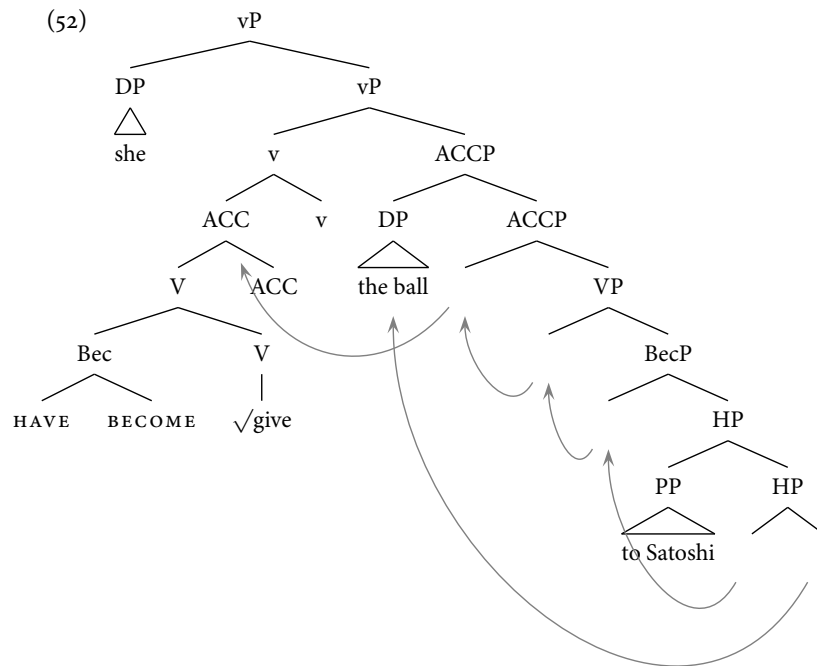 (52) vP
DP vP
she v ACCP
ACC v DP ACCP
V ACC the ball VP
Bec V BecP
HAVE BECOME √give HP
PP HP
to Satoshi